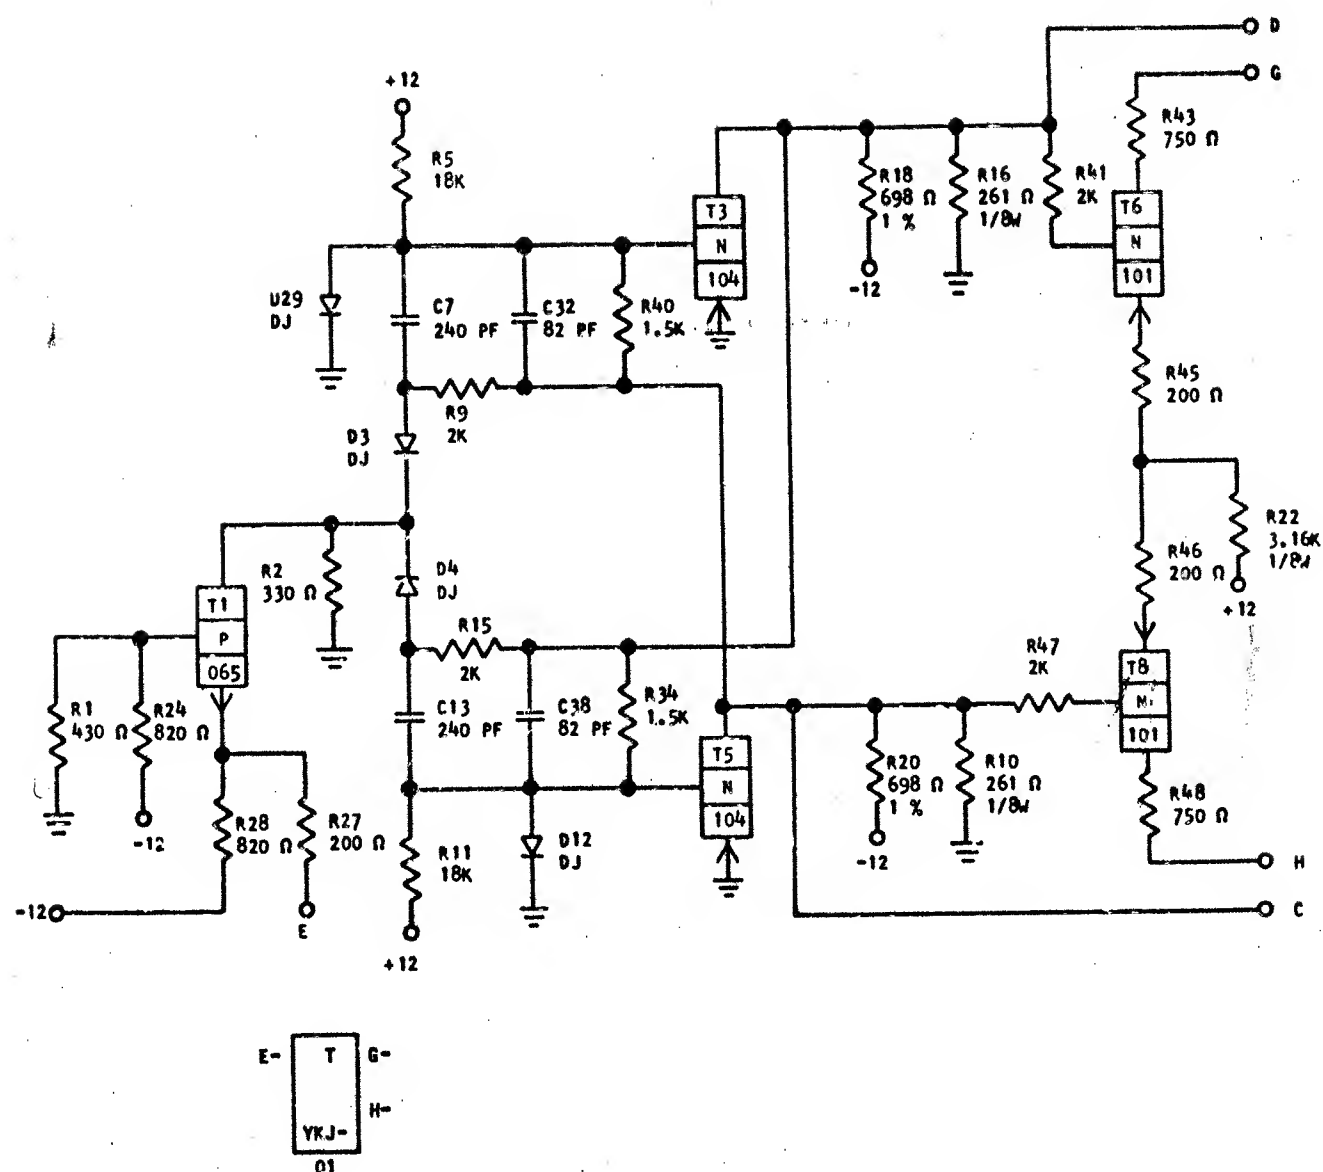 D
G
+12
R5
18K
R43
750 Ω
R18
698 Ω
1 %
-12
R16
261 Ω
1/8W
R41
2K
T6
N
101
T3
N
104
DJ
C7
240 PF
C32
82 PF
R40
1.5K
R9
2K
D3
DJ
R45
200 Ω
R46
200 Ω
R22
3.16K
1/8W
+12
R2
330 Ω
D4
DJ
T1
P
065
R15
2K
R1
430 Ω
R24
820 Ω
-12
C13
240 PF
C38
82 PF
R34
1.5K
R47
2K
T8
101
T5
N
104
R20
698 Ω
1 %
-12
R10
261 Ω
1/8W
R48
750 Ω
R28
820 Ω
R27
200 Ω
R11
18K
D12
DJ
H
C
-12
E
+12
E-
T
G-
H-
YKJ-
01